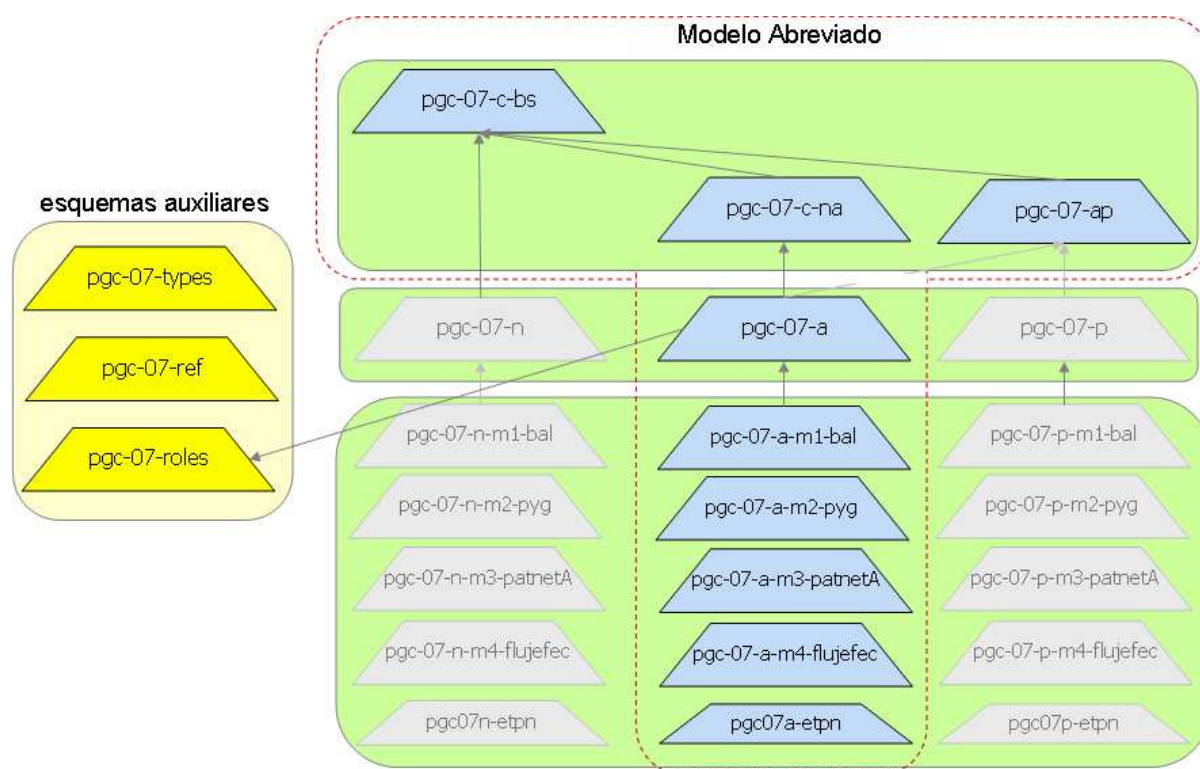 Modelo Abreviado
pgc-07-c-bs
pgc-07-c-na
pgc-07-ap
esquemas auxiliares
pgc-07-types
pgc-07-ref
pgc-07-roles
pgc-07-n
pgc-07-a
pgc-07-p
pgc-07-n-m1-bal
pgc-07-a-m1-bal
pgc-07-p-m1-bal
pgc-07-n-m2-pyg
pgc-07-a-m2-pyg
pgc-07-p-m2-pyg
pgc-07-n-m3-patnetA
pgc-07-a-m3-patnetA
pgc-07-p-m3-patnetA
pgc-07-n-m4-flujefec
pgc-07-a-m4-flujefec
pgc-07-p-m4-flujefec
pgc07n-etpn
pgc07a-etpn
pgc07p-etpn